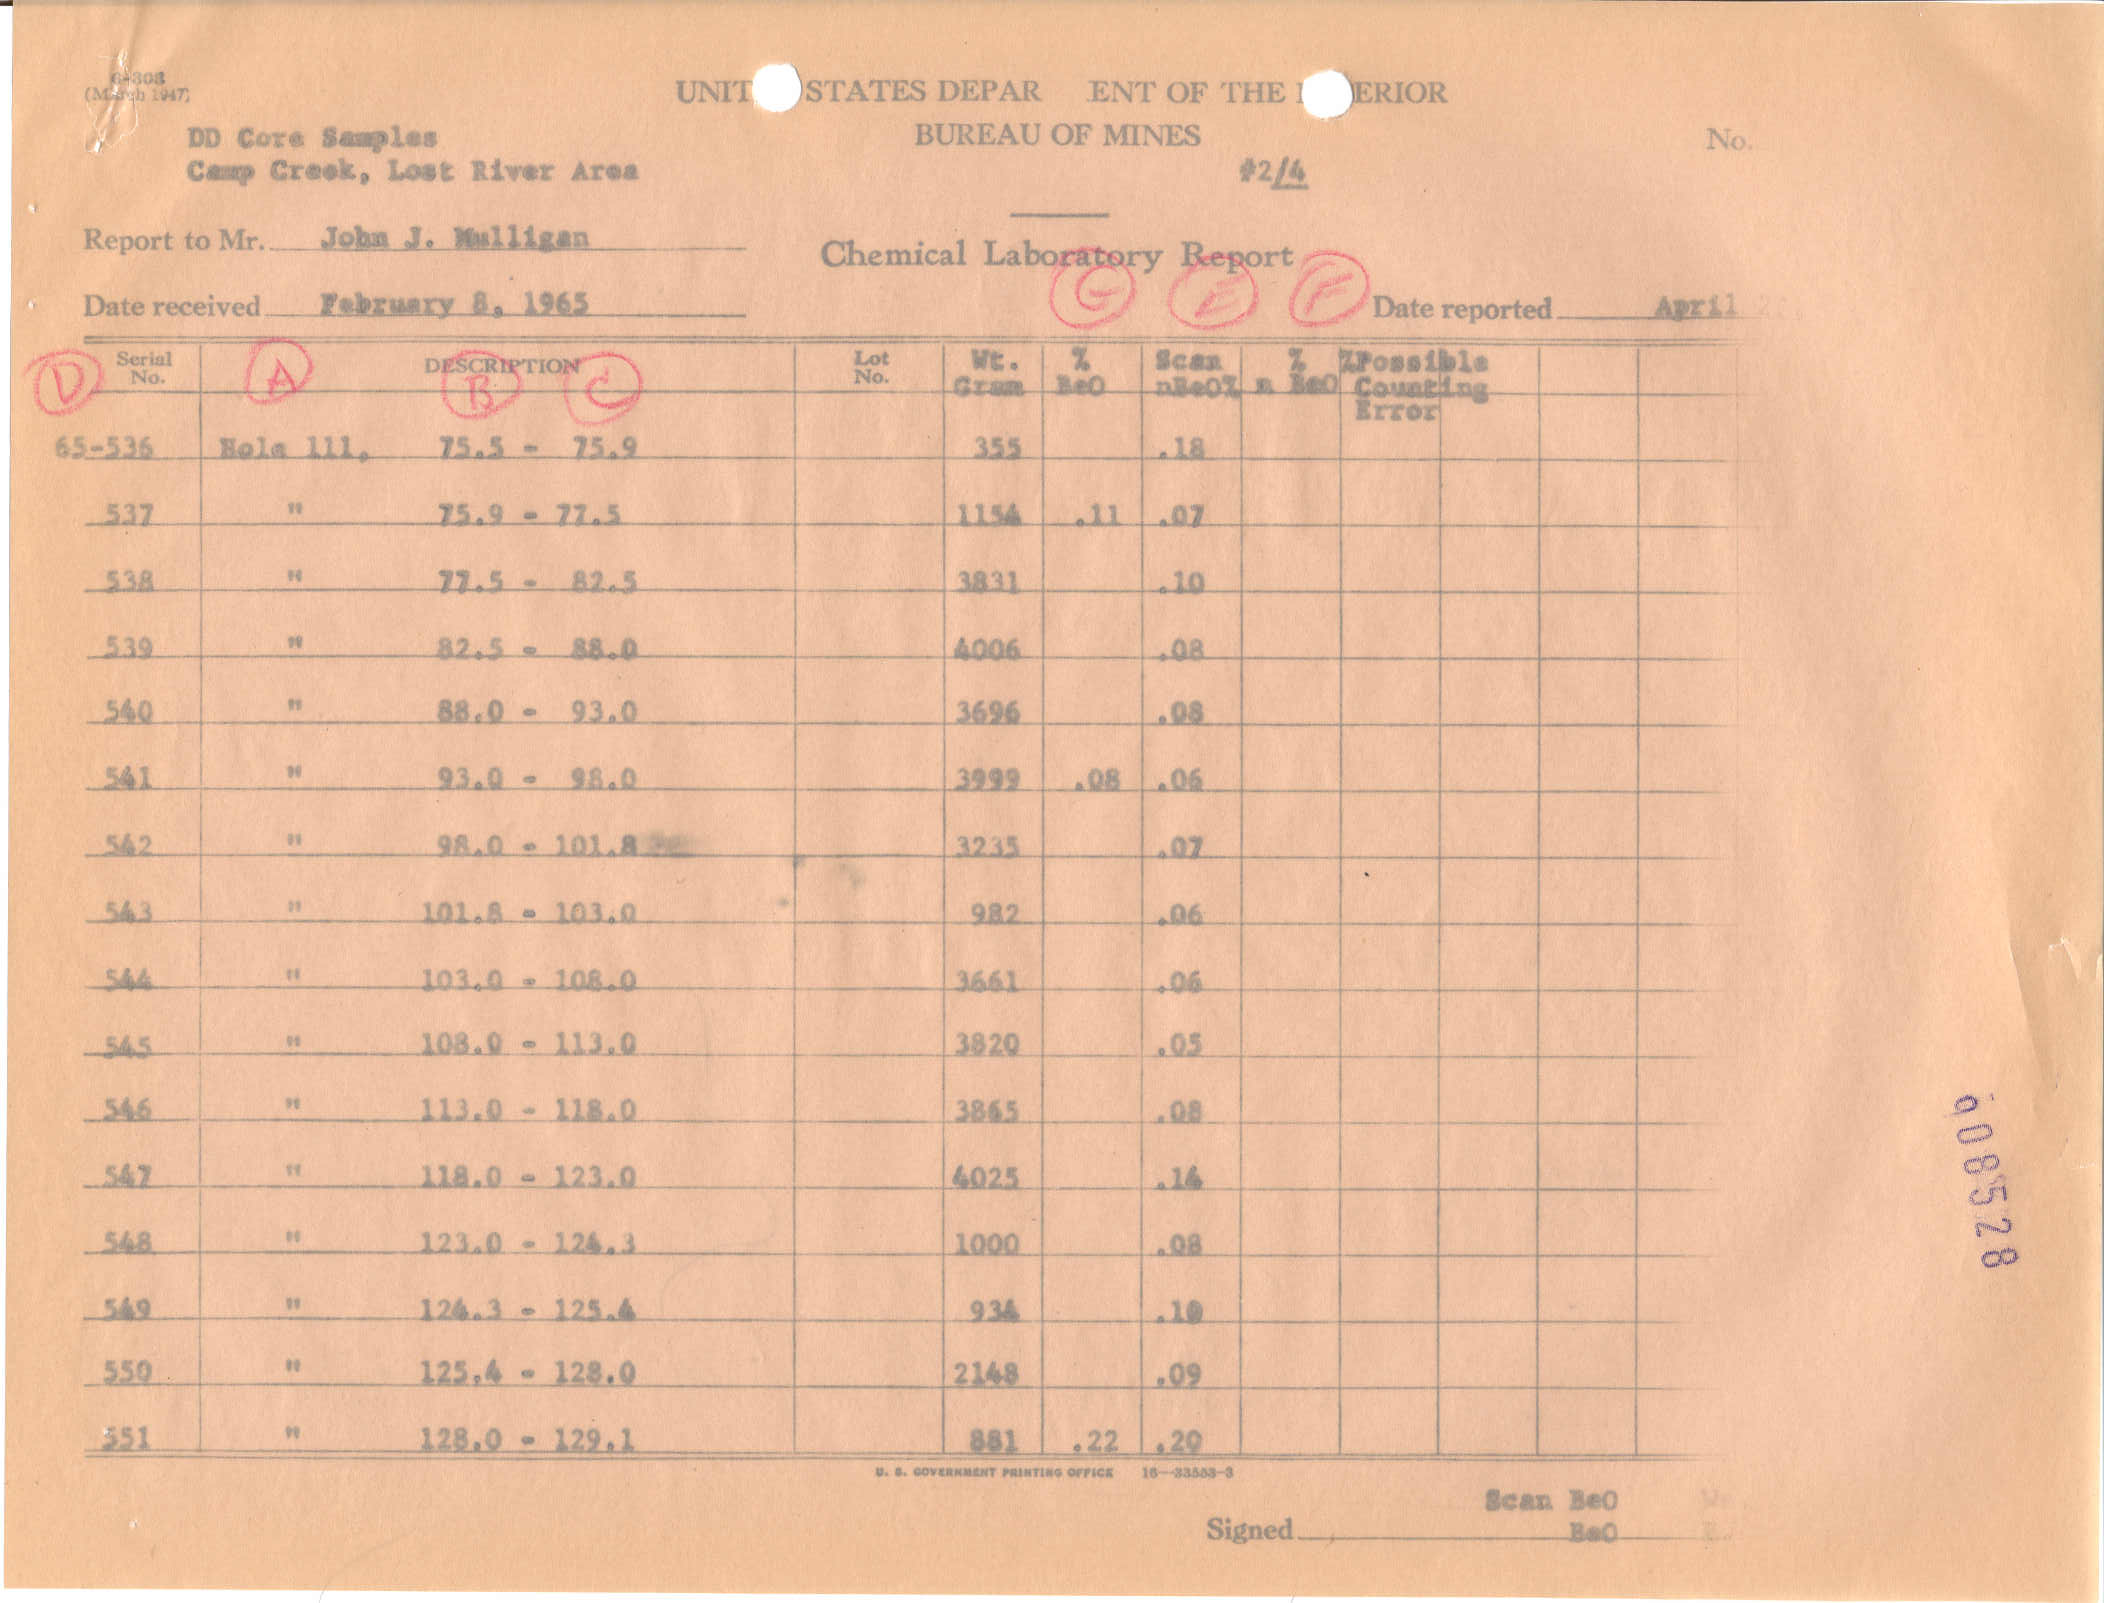 6-303
(March 1947)
UNIT STATES DEPAR ENT OF THE I ERIOR
BUREAU OF MINES
No.
DD Core Samples
Camp Creek, Lost River Area
#2/4
Report to Mr. John J. Mulligan
Chemical Laboratory Report
Date received February 8, 1965
G E F
Date reported April
D A B C
Serial No. DESCRIPTION Lot No. Wt. Gram % BeO Scan nBeO% % n BeO %Possible Counting Error
65-536 Hole 111, 75.5 - 75.9 355 .18
537 " 75.9 - 77.5 1154 .11 .07
538 " 77.5 - 82.5 3831 .10
539 " 82.5 - 88.0 4006 .08
540 " 88.0 - 93.0 3696 .08
541 " 93.0 - 98.0 3999 .08 .06
542 " 98.0 - 101.8 3235 .07
543 " 101.8 - 103.0 982 .06
544 " 103.0 - 108.0 3661 .06
545 " 108.0 - 113.0 3820 .05
546 " 113.0 - 118.0 3865 .08
547 " 118.0 - 123.0 4025 .14
548 " 123.0 - 124.3 1000 .08
549 " 124.3 - 125.4 934 .10
550 " 125.4 - 128.0 2148 .09
551 " 128.0 - 129.1 881 .22 .20
U. S. GOVERNMENT PRINTING OFFICE 16—33553-3
Scan BeO
Signed BeO
908528